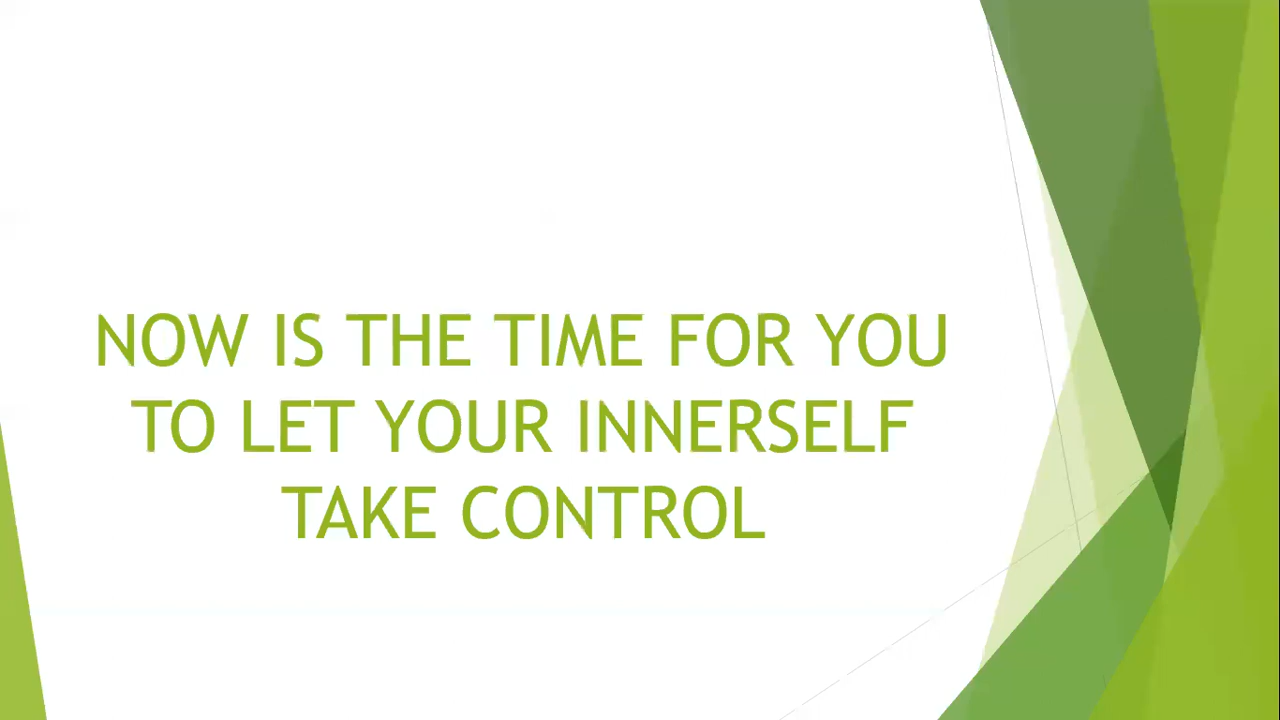 NOW IS THE TIME FOR YOU
TO LET YOUR INNERSELF
TAKE CONTROL